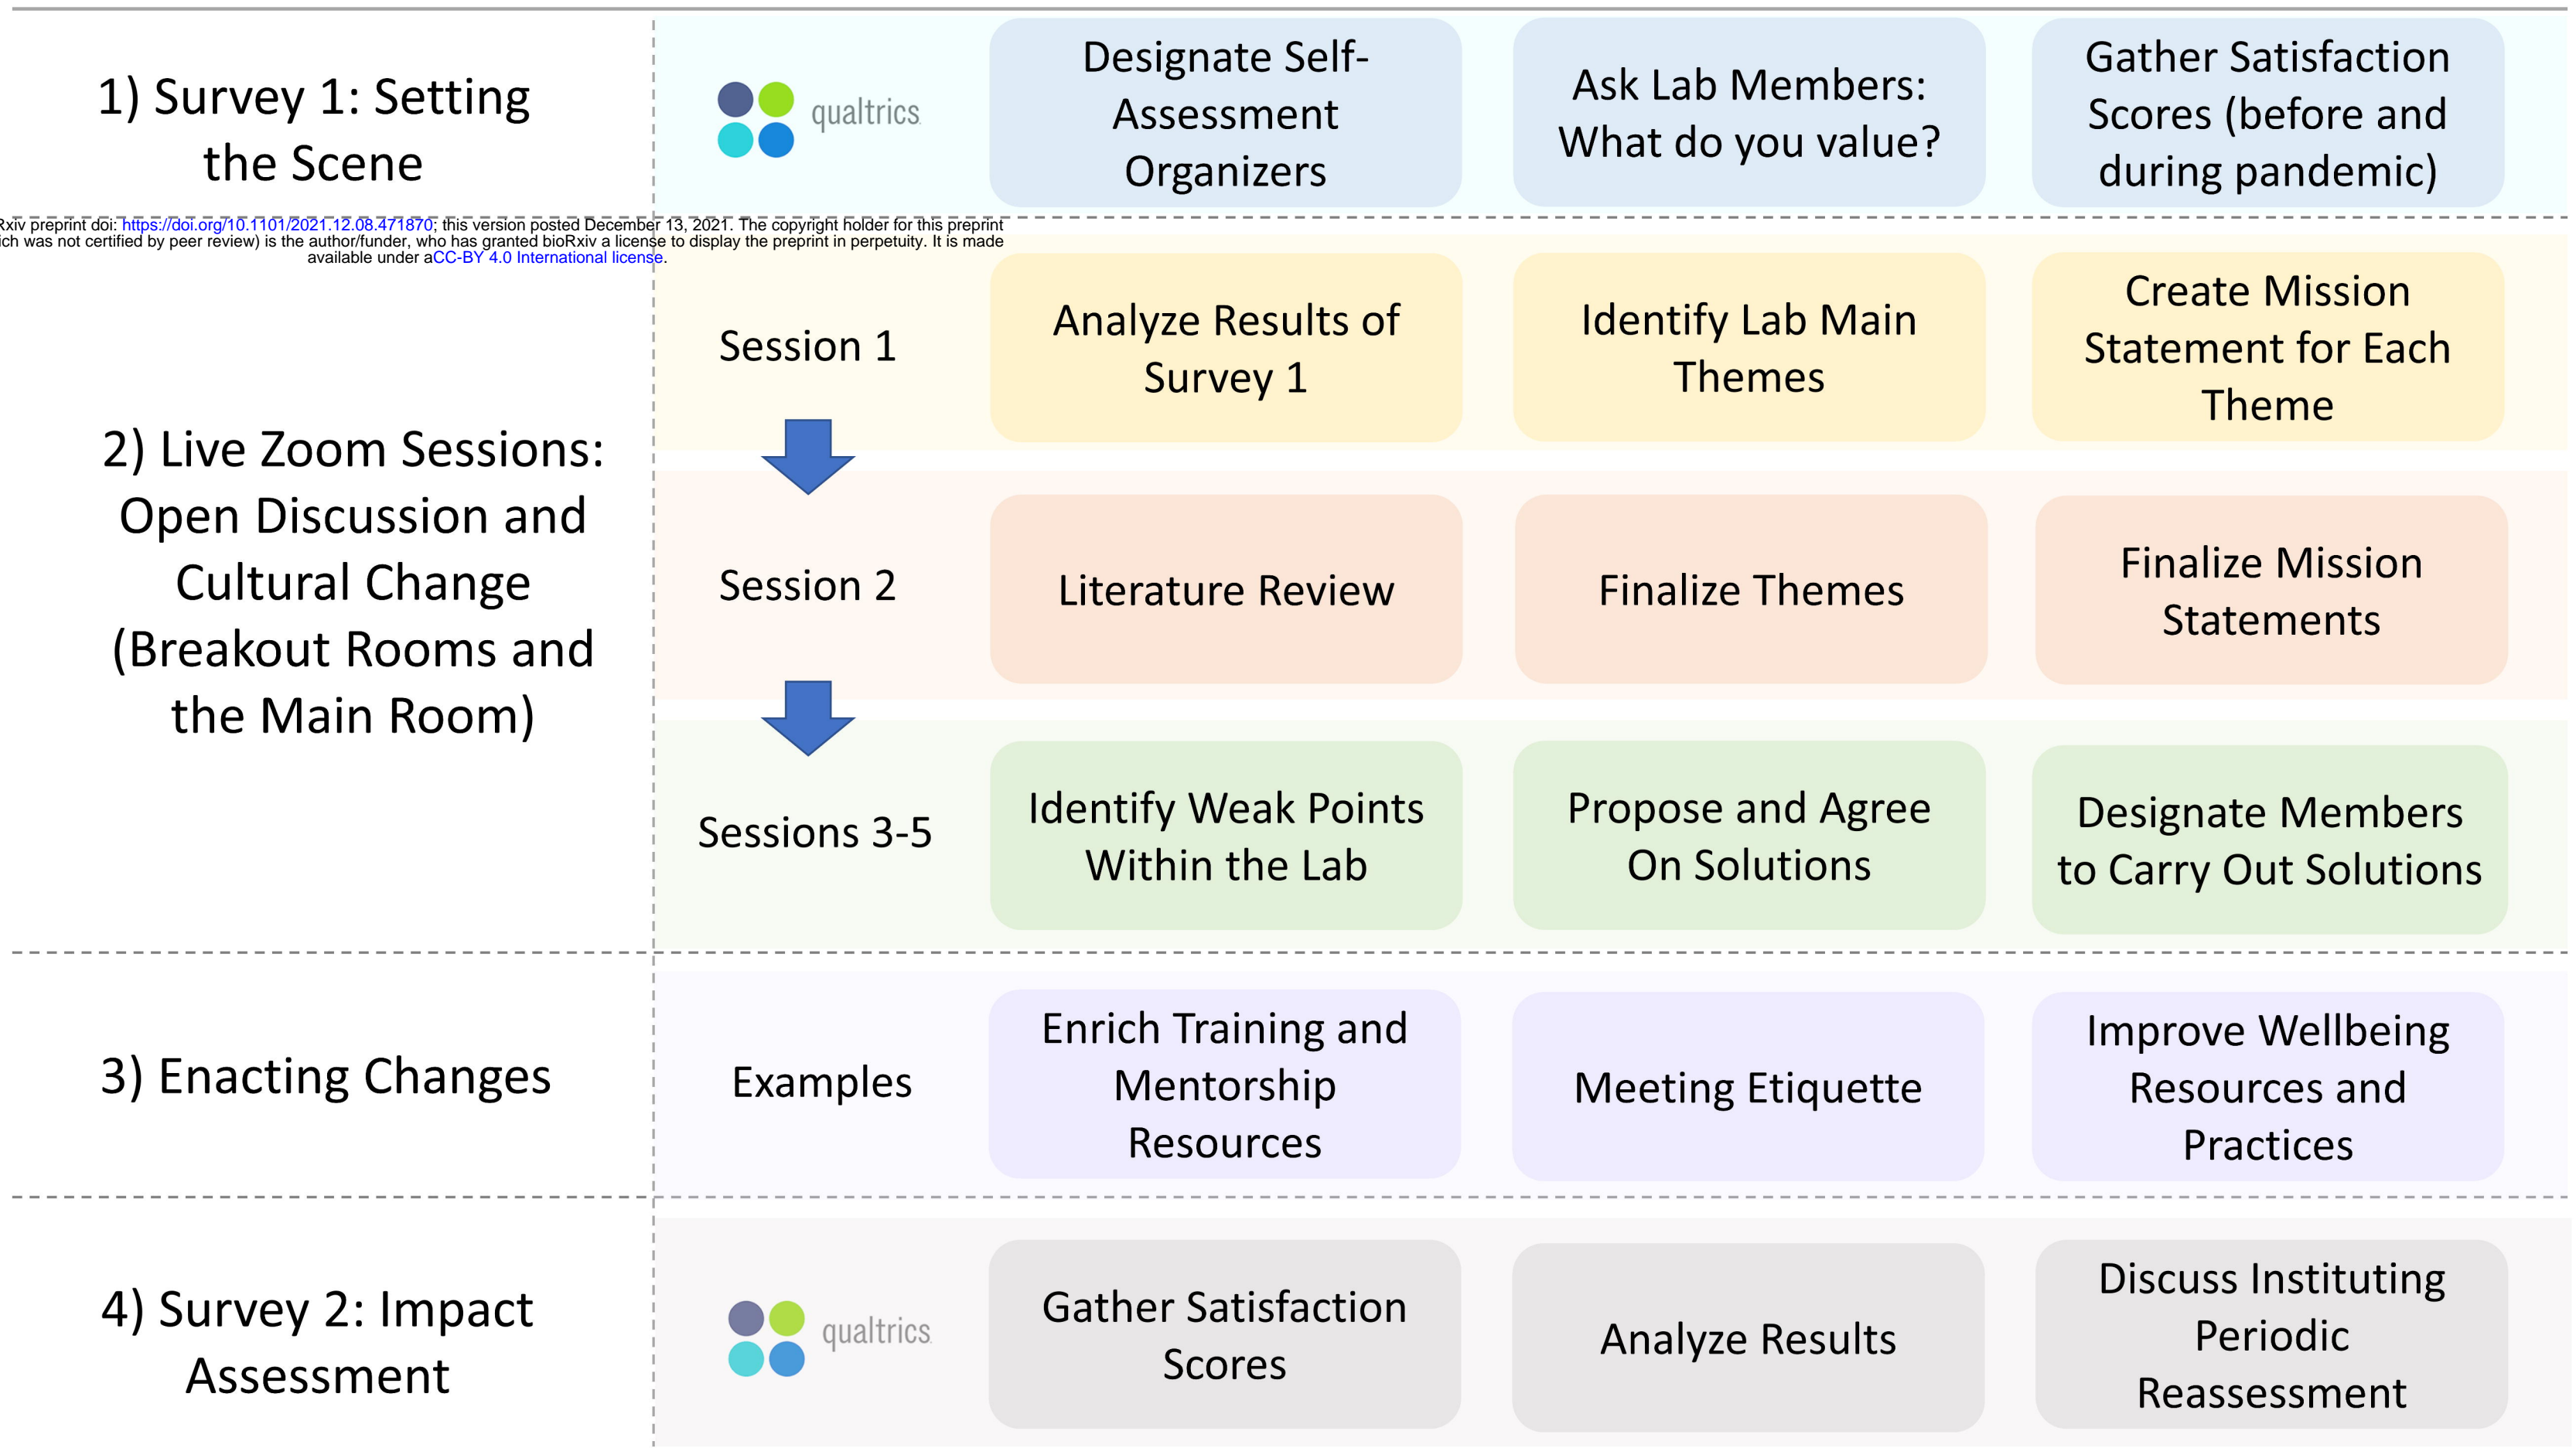 1) Survey 1: Setting
the Scene
qualtrics
Designate Self-
Assessment
Organizers
Ask Lab Members:
What do you value?
Gather Satisfaction
Scores (before and
during pandemic)
Rxiv preprint doi: https://doi.org/10.1101/2021.12.08.471870; this version posted December 13, 2021. The copyright holder for this preprint
ich was not certified by peer review) is the author/funder, who has granted bioRxiv a license to display the preprint in perpetuity. It is made
available under aCC-BY 4.0 International license.
2) Live Zoom Sessions:
Open Discussion and
Cultural Change
(Breakout Rooms and
the Main Room)
Session 1
Analyze Results of
Survey 1
Identify Lab Main
Themes
Create Mission
Statement for Each
Theme
Session 2
Literature Review
Finalize Themes
Finalize Mission
Statements
Sessions 3-5
Identify Weak Points
Within the Lab
Propose and Agree
On Solutions
Designate Members
to Carry Out Solutions
3) Enacting Changes
Examples
Enrich Training and
Mentorship
Resources
Meeting Etiquette
Improve Wellbeing
Resources and
Practices
4) Survey 2: Impact
Assessment
qualtrics
Gather Satisfaction
Scores
Analyze Results
Discuss Instituting
Periodic
Reassessment